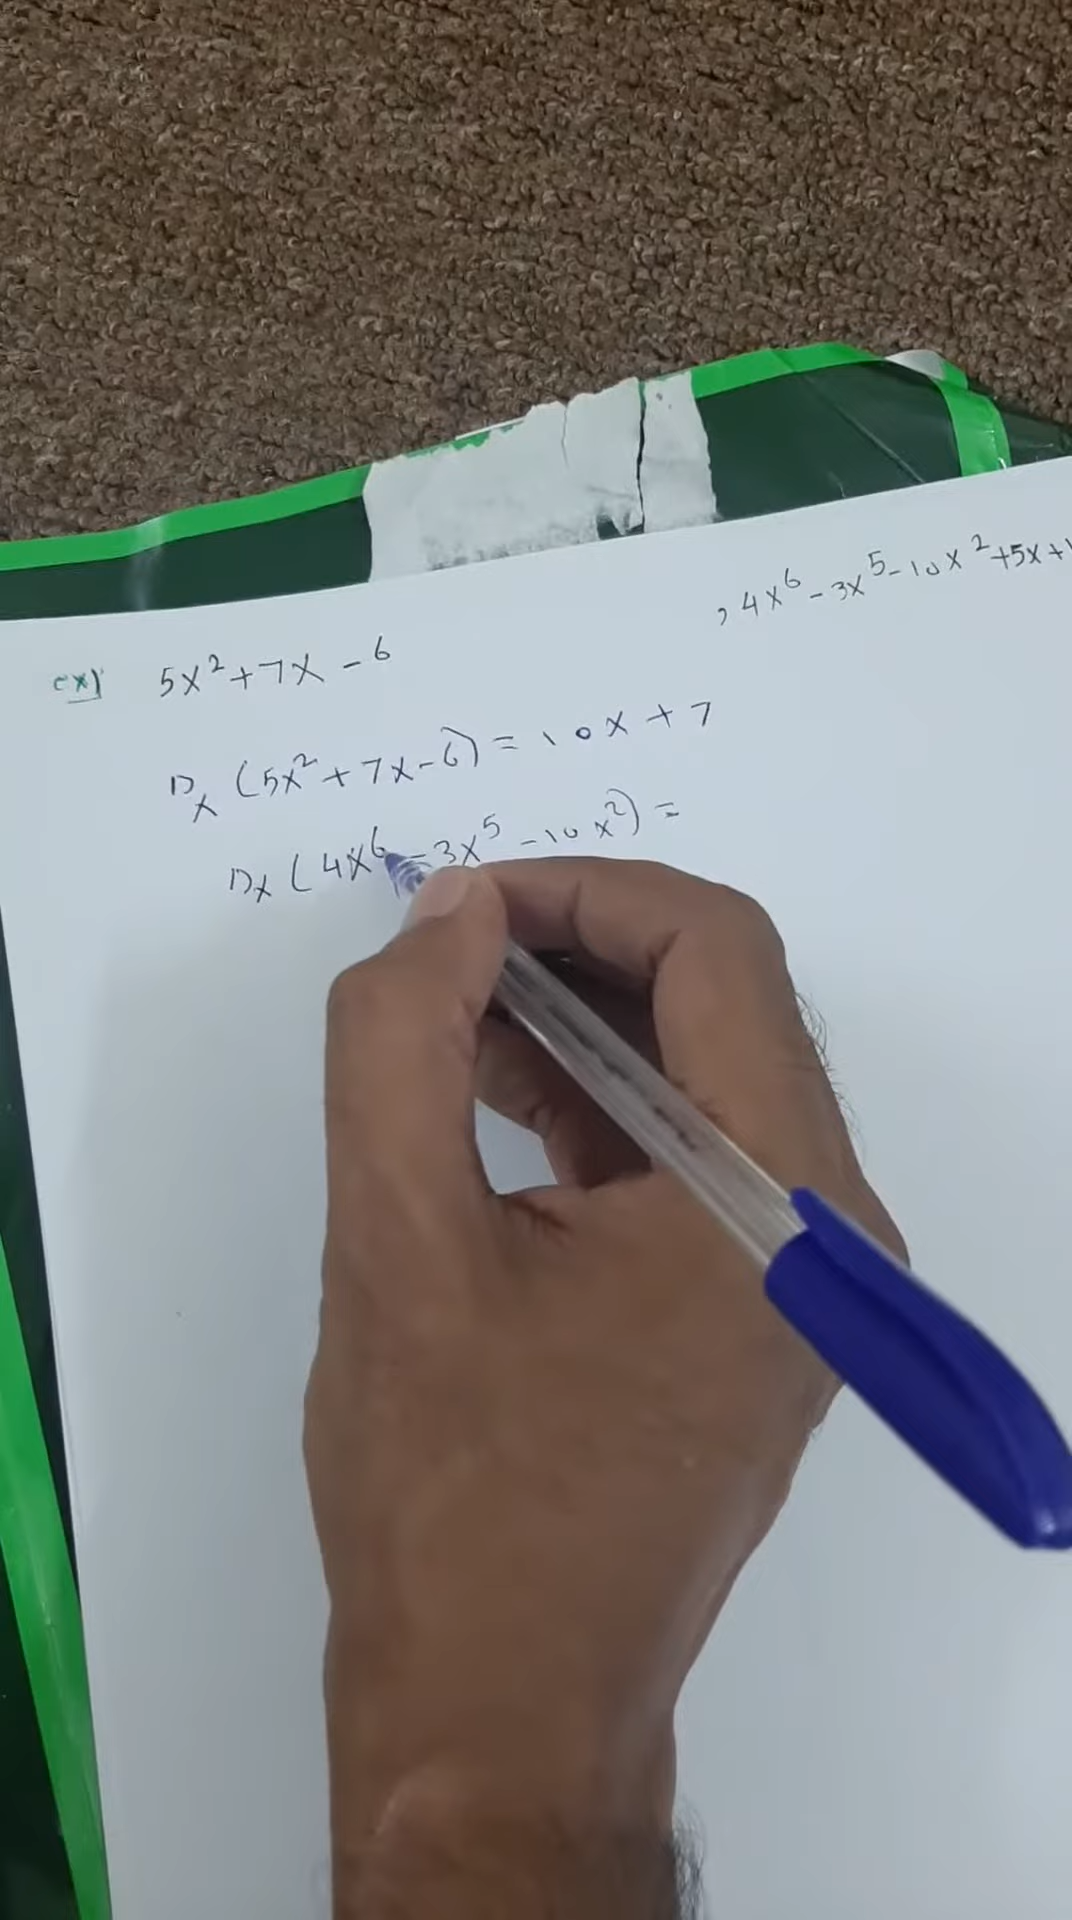 , 4x⁶ - 3x⁵ - 10x² + 5x +
ex) 5x² + 7x - 6
Dx (5x² + 7x - 6) = 10x + 7
Dx (4x⁶ - 3x⁵ - 10x²) =